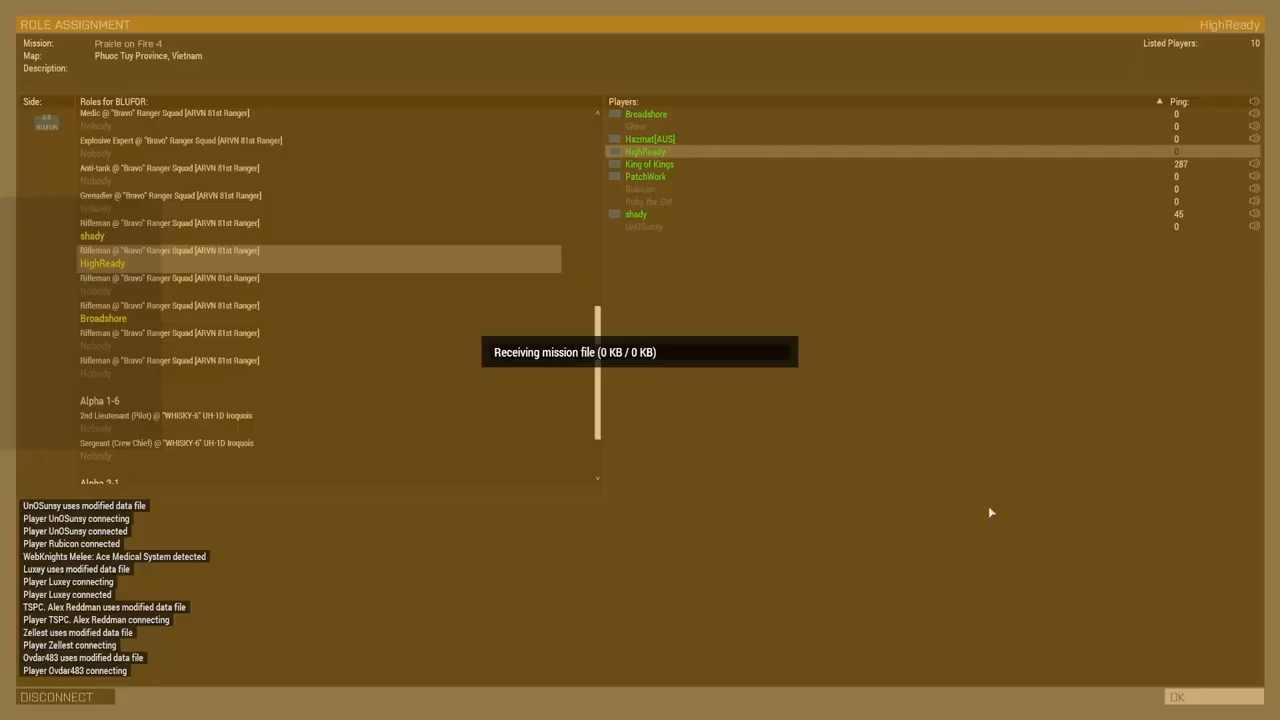 ROLE ASSIGNMENT
HighReady
Mission: Prairie on Fire 4
Map: Phuoc Tuy Province, Vietnam
Description:
Listed Players: 10
Side:
BLUFOR
Roles for BLUFOR:
Medic @ "Bravo" Ranger Squad [ARVN 81st Ranger]
Nobody
Explosive Expert @ "Bravo" Ranger Squad [ARVN 81st Ranger]
Nobody
Anti-tank @ "Bravo" Ranger Squad [ARVN 81st Ranger]
Nobody
Grenadier @ "Bravo" Ranger Squad [ARVN 81st Ranger]
Nobody
Rifleman @ "Bravo" Ranger Squad [ARVN 81st Ranger]
shady
Rifleman @ "Bravo" Ranger Squad [ARVN 81st Ranger]
HighReady
Rifleman @ "Bravo" Ranger Squad [ARVN 81st Ranger]
Nobody
Rifleman @ "Bravo" Ranger Squad [ARVN 81st Ranger]
Broadshore
Rifleman @ "Bravo" Ranger Squad [ARVN 81st Ranger]
Nobody
Rifleman @ "Bravo" Ranger Squad [ARVN 81st Ranger]
Nobody
Alpha 1-6
2nd Lieutenant (Pilot) @ "WHISKY-6" UH-1D Iroquois
Nobody
Sergeant (Crew Chief) @ "WHISKY-6" UH-1D Iroquois
Nobody
Alpha 2-1
Players: Ping:
Broadshore 0
0
Hazmat[AUS] 0
HighReady 0
King of Kings 287
PatchWork 0
Rubicon 0
Ruby the GM 0
shady 45
UnOSunsy 0
Receiving mission file (0 KB / 0 KB)
UnOSunsy uses modified data file
Player UnOSunsy connecting
Player UnOSunsy connected
Player Rubicon connected
WebKnights Melee: Ace Medical System detected
Luxey uses modified data file
Player Luxey connecting
Player Luxey connected
TSPC. Alex Reddman uses modified data file
Player TSPC. Alex Reddman connecting
Zellest uses modified data file
Player Zellest connecting
Ovdar483 uses modified data file
Player Ovdar483 connecting
DISCONNECT
OK